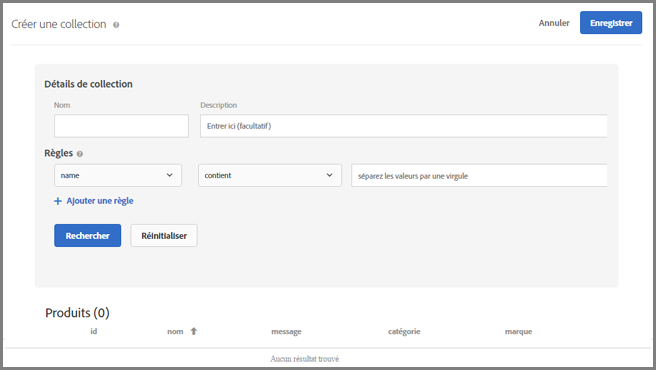 Créer une collection
Annuler
Enregistrer
Détails de collection
Nom
Description
Entrer ici (facultatif)
Règles
name
contient
séparez les valeurs par une virgule
+ Ajouter une règle
Rechercher
Réinitialiser
Produits (0)
id
nom
message
catégorie
marque
Aucun résultat trouvé